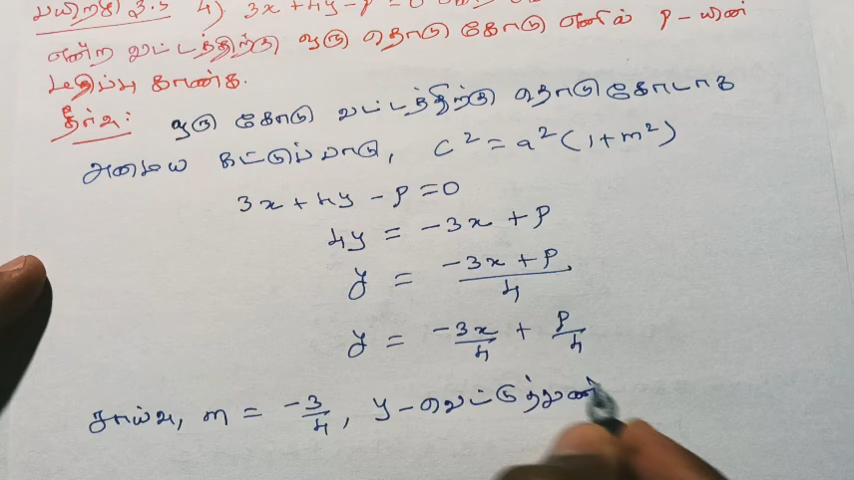 பயிற்சி 3.3 4) 3x+4y-p=0
என்ற வட்டத்திற்கு ஒரு தொடு கோடு எனில் p-யின்
மதிப்பு காண்க.
தீர்வு: ஒரு கோடு வட்டத்திற்கு தொடுகோடாக
அமைய கட்டுப்பாடு, c² = a²(1+m²)
3x + 4y - p = 0
4y = -3x + p
y = (-3x + p)/4
y = -3x/4 + p/4
சாய்வு, m = -3/4, y-வெட்டுத்துண்